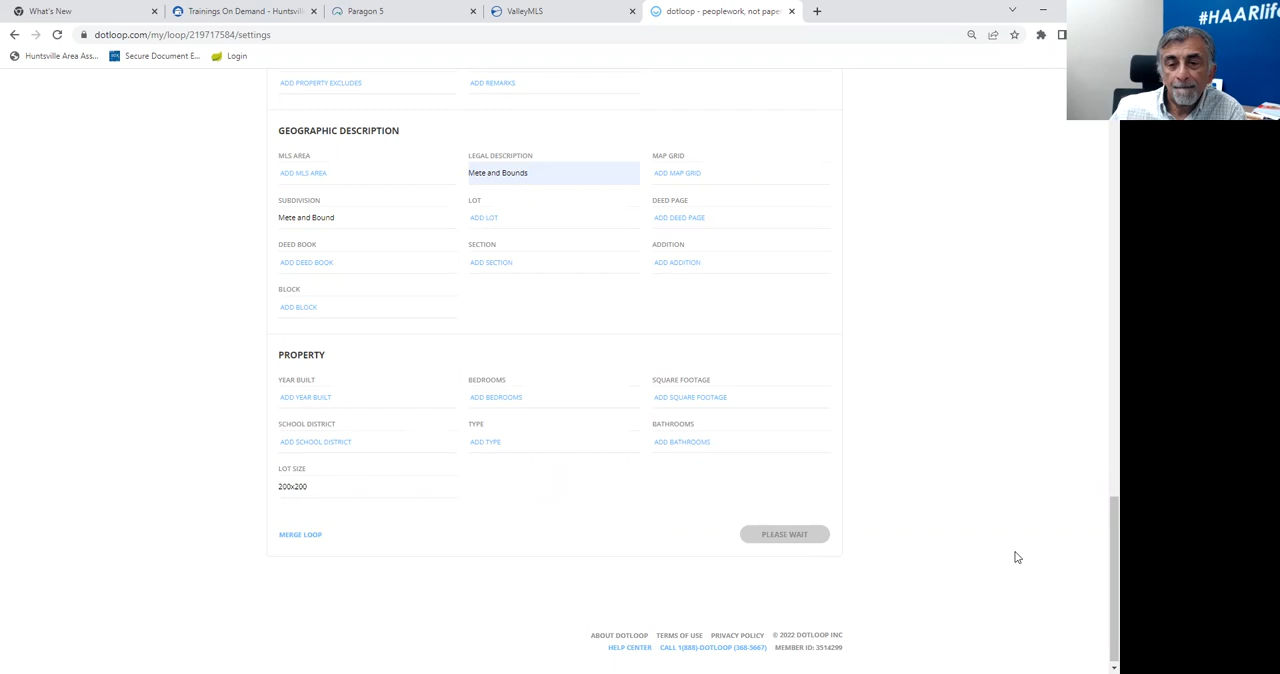 What's New
Trainings On Demand - Huntsvill
Paragon 5
ValleyMLS
dotloop - peoplework, not pape
dotloop.com/my/loop/219717584/settings
Huntsville Area Ass...
Secure Document E...
Login
#HAARlife
ADD PROPERTY EXCLUDES
ADD REMARKS
GEOGRAPHIC DESCRIPTION
MLS AREA
LEGAL DESCRIPTION
MAP GRID
ADD MLS AREA
Mete and Bounds
ADD MAP GRID
SUBDIVISION
LOT
DEED PAGE
Mete and Bound
ADD LOT
ADD DEED PAGE
DEED BOOK
SECTION
ADDITION
ADD DEED BOOK
ADD SECTION
ADD ADDITION
BLOCK
ADD BLOCK
PROPERTY
YEAR BUILT
BEDROOMS
SQUARE FOOTAGE
ADD YEAR BUILT
ADD BEDROOMS
ADD SQUARE FOOTAGE
SCHOOL DISTRICT
TYPE
BATHROOMS
ADD SCHOOL DISTRICT
ADD TYPE
ADD BATHROOMS
LOT SIZE
200x200
MERGE LOOP
PLEASE WAIT
ABOUT DOTLOOP TERMS OF USE PRIVACY POLICY © 2022 DOTLOOP INC
HELP CENTER CALL 1(888)-DOTLOOP (368-5667) MEMBER ID: 3514299